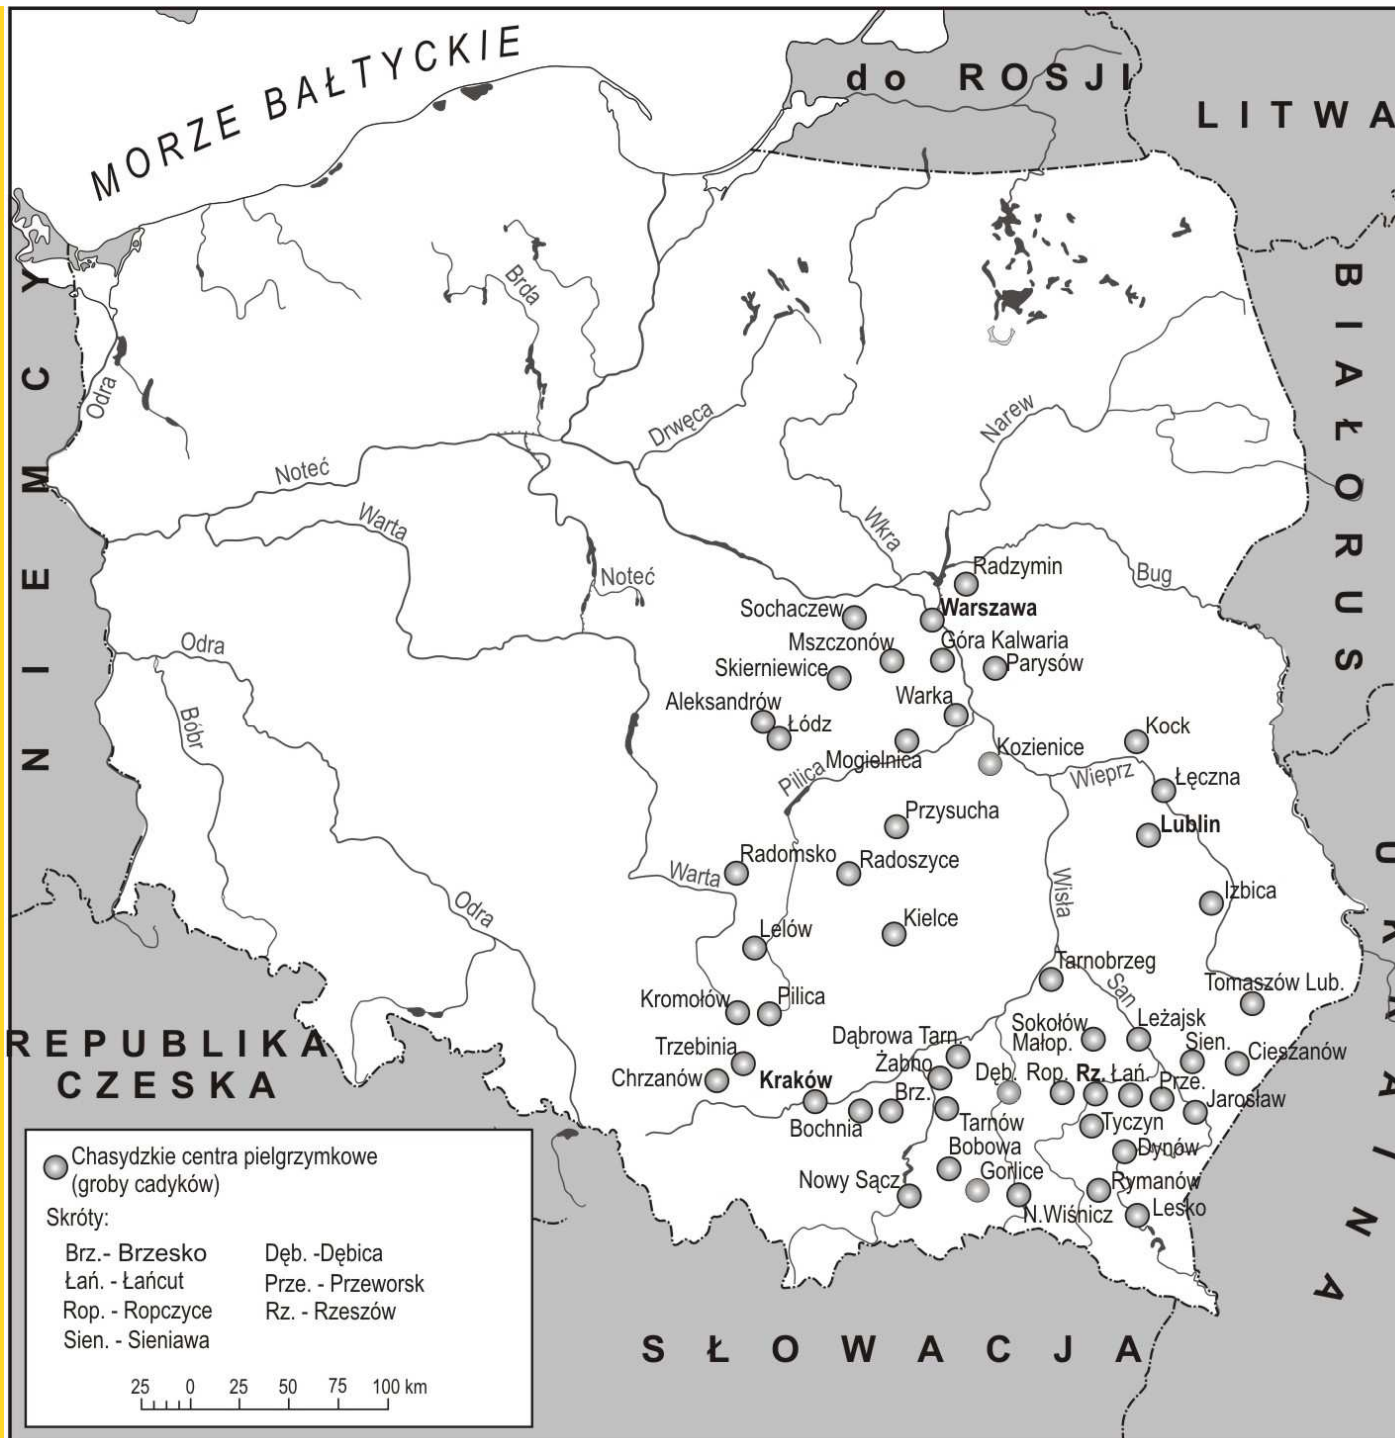 MORZE BAŁTYCKIE
do ROSJI
LITWA
BIAŁORUS
NIEMCY
UKRAINA
Brda
Odra
Drwęca
Narew
Noteć
Warta
Wkra
Noteć
Bug
Radzymin
Sochaczew
Warszawa
Mszczonów
Góra Kalwaria
Odra
Skierniewice
Parysów
Aleksandrów
Warka
Bóbr
Łódz
Kock
Mogielnica
Kozienice
Pilica
Wieprz
Łęczna
Przysucha
Lublin
Radomsko
Radoszyce
Warta
Wisła
Izbica
Odra
Lelów
Kielce
Tarnobrzeg
San
Tomaszów Lub.
Kromołów
Pilica
Sokołów
Małop.
Leżajsk
REPUBLIKA
CZESKA
Dąbrowa Tarn.
Trzebinia
Żabno
Sien.
Cieszanów
Chrzanów
Kraków
Dęb.
Rop.
Rz.
Łań.
Prze.
Brz.
Jarosław
Bochnia
Tarnów
Tyczyn
Bobowa
Dynów
Nowy Sącz
Gorlice
Rymanów
N.Wiśnicz
Lesko
SŁOWACJA
Chasydzkie centra pielgrzymkowe
(groby cadyków)
Skróty:
Brz.- Brzesko Dęb. -Dębica
Łań. - Łańcut Prze. - Przeworsk
Rop. - Ropczyce Rz. - Rzeszów
Sien. - Sieniawa
25 0 25 50 75 100 km